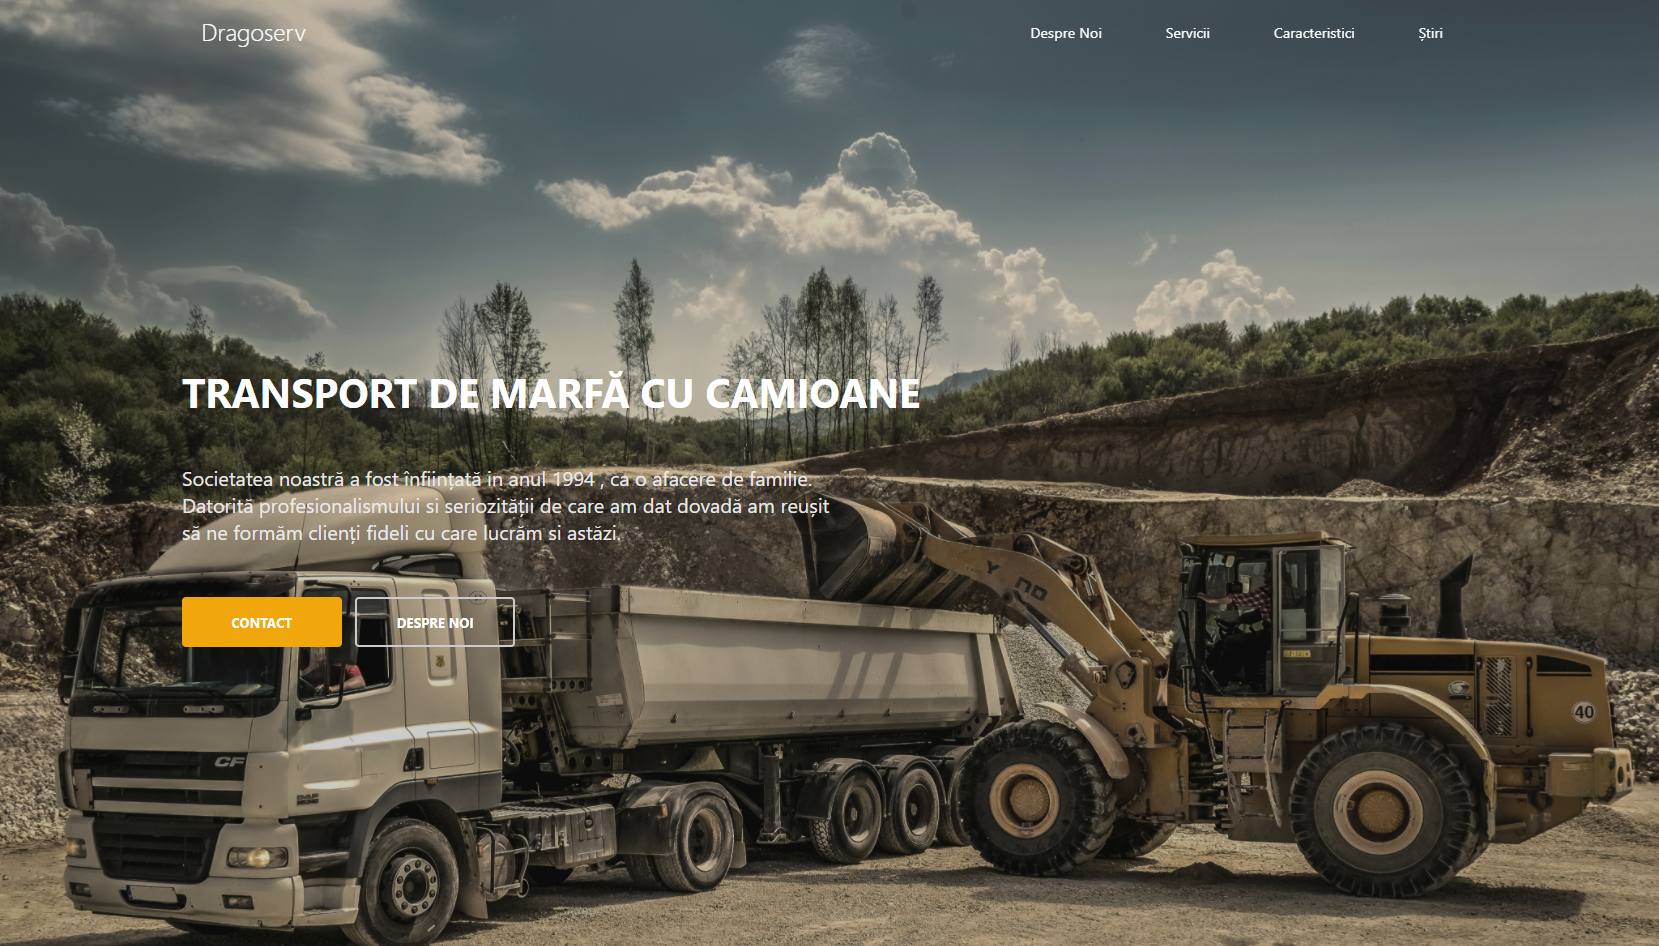 Dragoserv
Despre Noi Servicii Caracteristici Știri
TRANSPORT DE MARFĂ CU CAMIOANE
Societatea noastră a fost înființată in anul 1994 , ca o afacere de familie.
Datorită profesionalismului si seriozității de care am dat dovadă am reușit
să ne formăm clienți fideli cu care lucrăm si astăzi.
CONTACT
DESPRE NOI
CF
40